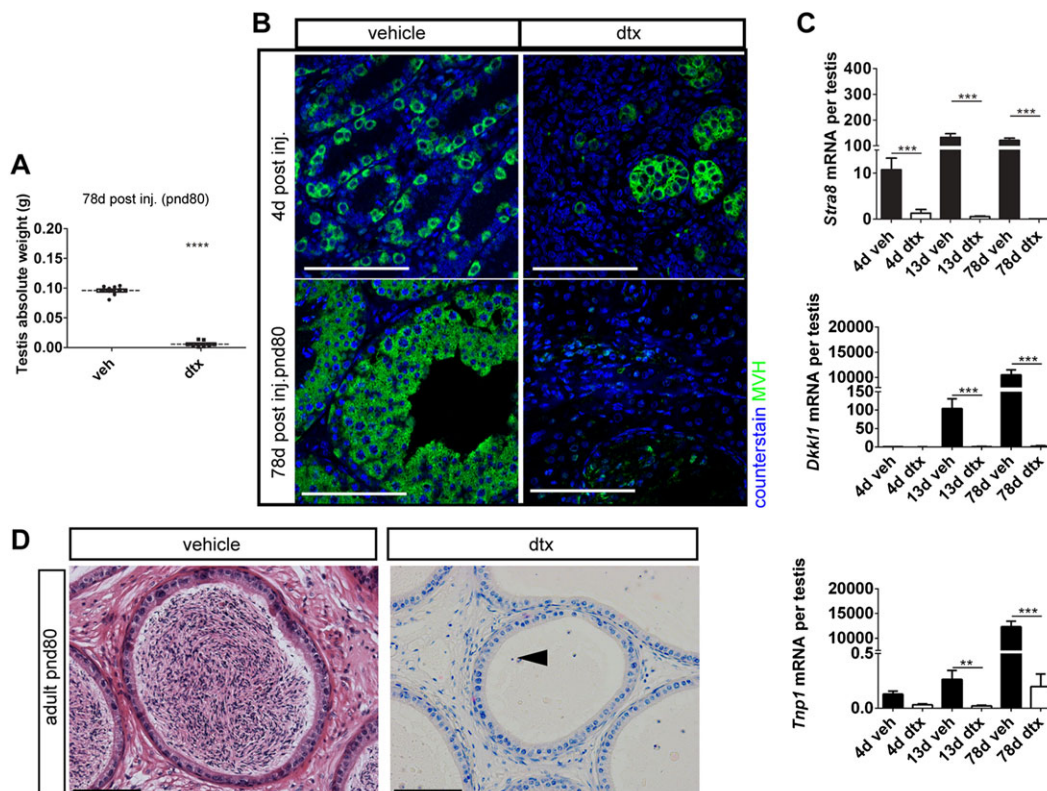 A
78d post inj. (pnd80)
Testis absolute weight (g)
0.20
0.15
0.10
0.05
0.00
****
veh
dtx
B
vehicle
dtx
4d post inj.
78d post inj.pnd80
counterstain MVH
C
Stra8 mRNA per testis
400
300
200
100
10
0
***
***
***
4d veh
4d dtx
13d veh
13d dtx
78d veh
78d dtx
Dkkl1 mRNA per testis
20000
15000
10000
150
100
50
0
***
***
4d veh
4d dtx
13d veh
13d dtx
78d veh
78d dtx
Tnp1 mRNA per testis
20000
15000
10000
0.5
0.0
**
***
4d veh
4d dtx
13d veh
13d dtx
78d veh
78d dtx
D
vehicle
dtx
adult pnd80